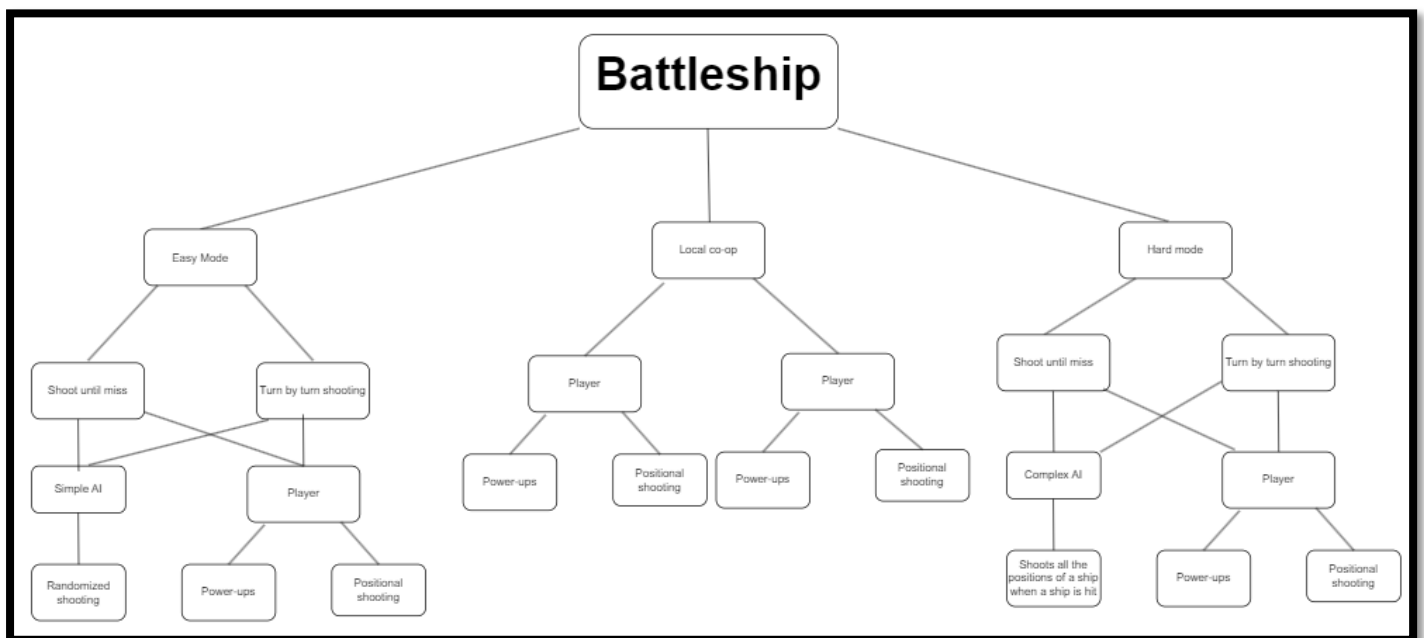 Battleship
Easy Mode
Local co-op
Hard mode
Shoot until miss
Turn by turn shooting
Player
Player
Shoot until miss
Turn by turn shooting
Simple AI
Player
Power-ups
Positional
shooting
Power-ups
Positional
shooting
Complex AI
Player
Randomized
shooting
Power-ups
Positional
shooting
Shoots all the
positions of a ship
when a ship is hit
Power-ups
Positional
shooting